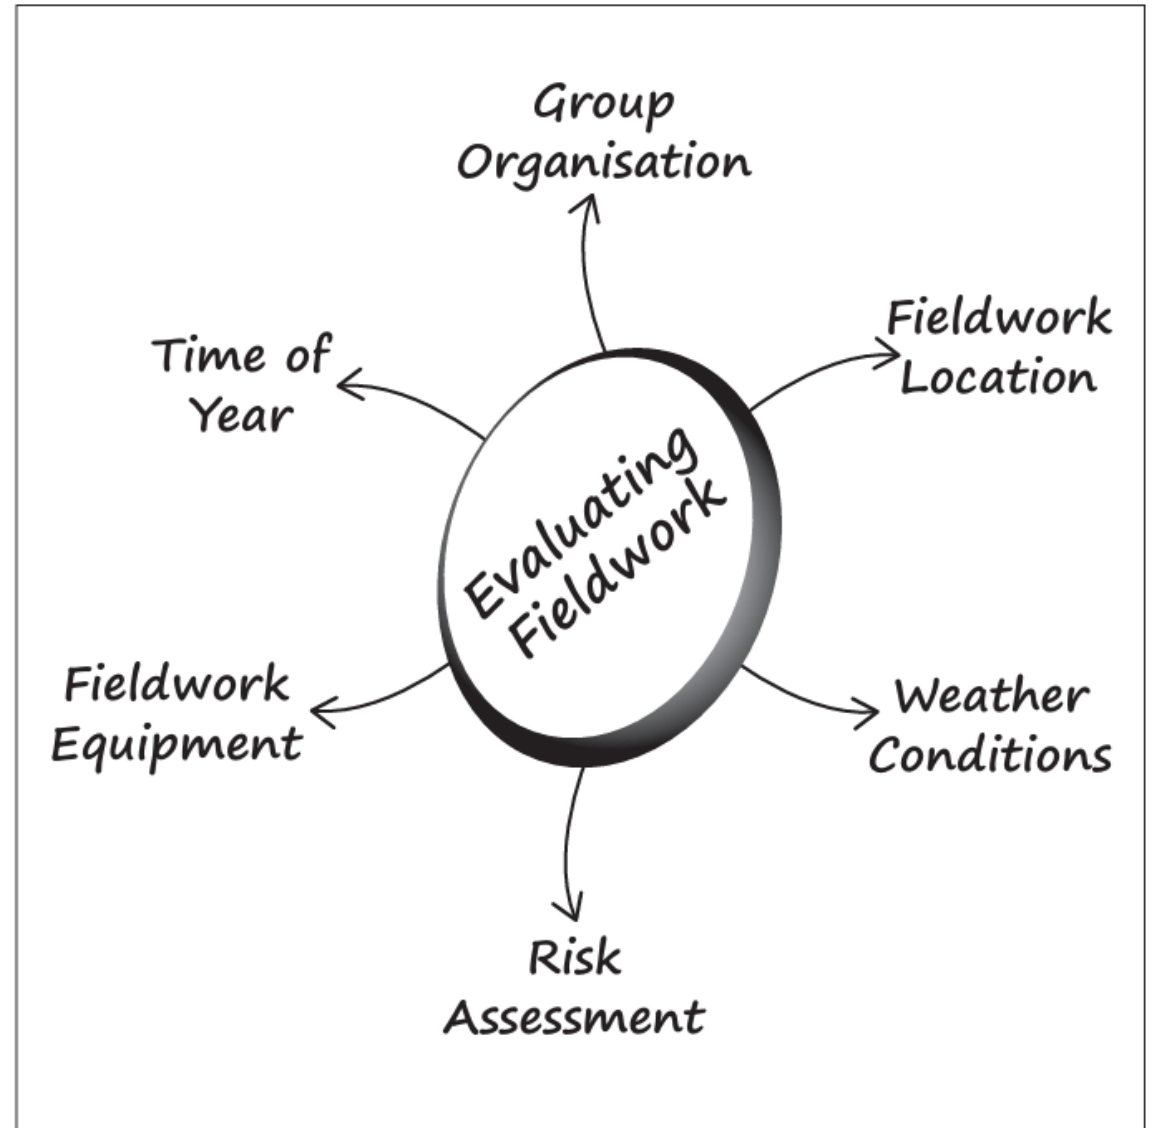 Group
Organisation
Fieldwork
Location
Time of
Year
Evaluating
Fieldwork
Fieldwork
Equipment
Weather
Conditions
Risk
Assessment